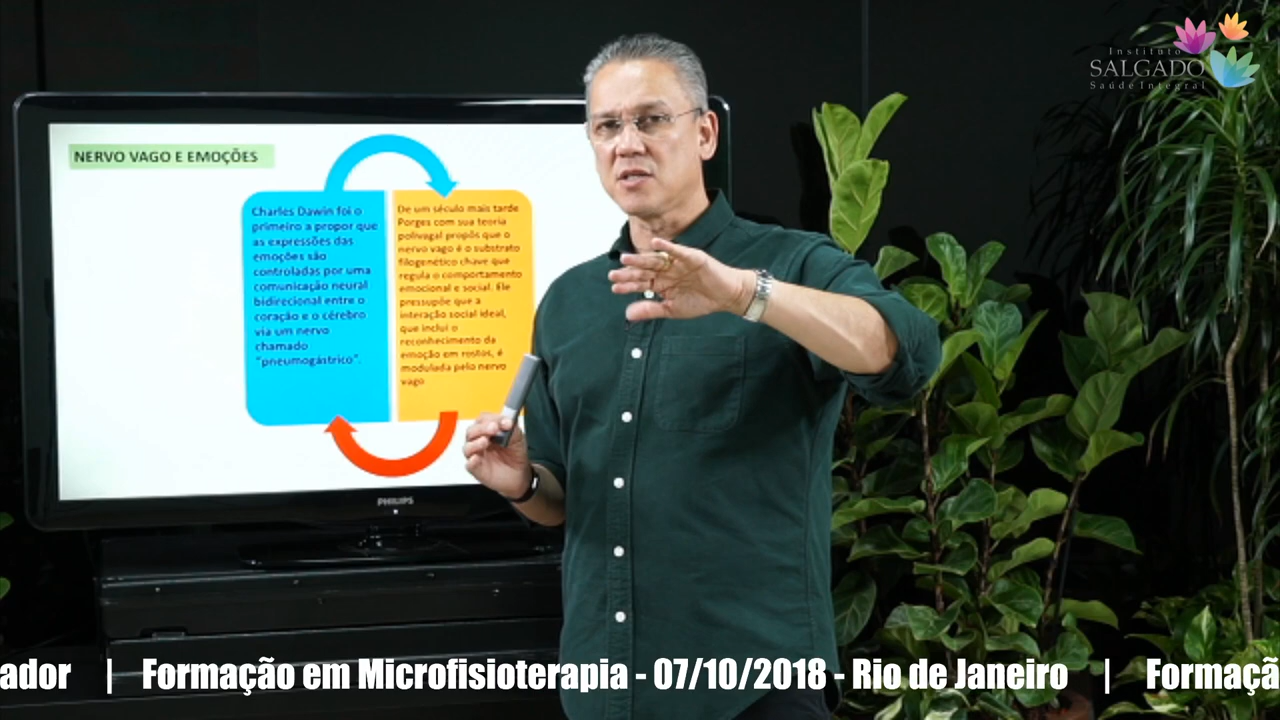 Instituto
SALGADO
Saúde Integral
NERVO VAGO E EMOÇÕES
Charles Dawin foi o
primeiro a propor que
as expressões das
emoções são
controladas por uma
comunicação neural
bidirecional entre o
coração e o cérebro
via um nervo
chamado
"pneumogástrico".
De um século mais tarde
Porges com sua teoria
polivagal propôs que o
nervo vago é o substrato
filogenético chave que
regula o comportamento
emocional e social. Ele
pressupõe que a
interação social ideal,
que inclui o
reconhecimento da
emoção em rostos, é
modulada pelo nervo
vago
PHILIPS
ador | Formação em Microfisioterapia - 07/10/2018 - Rio de Janeiro | Formaçã